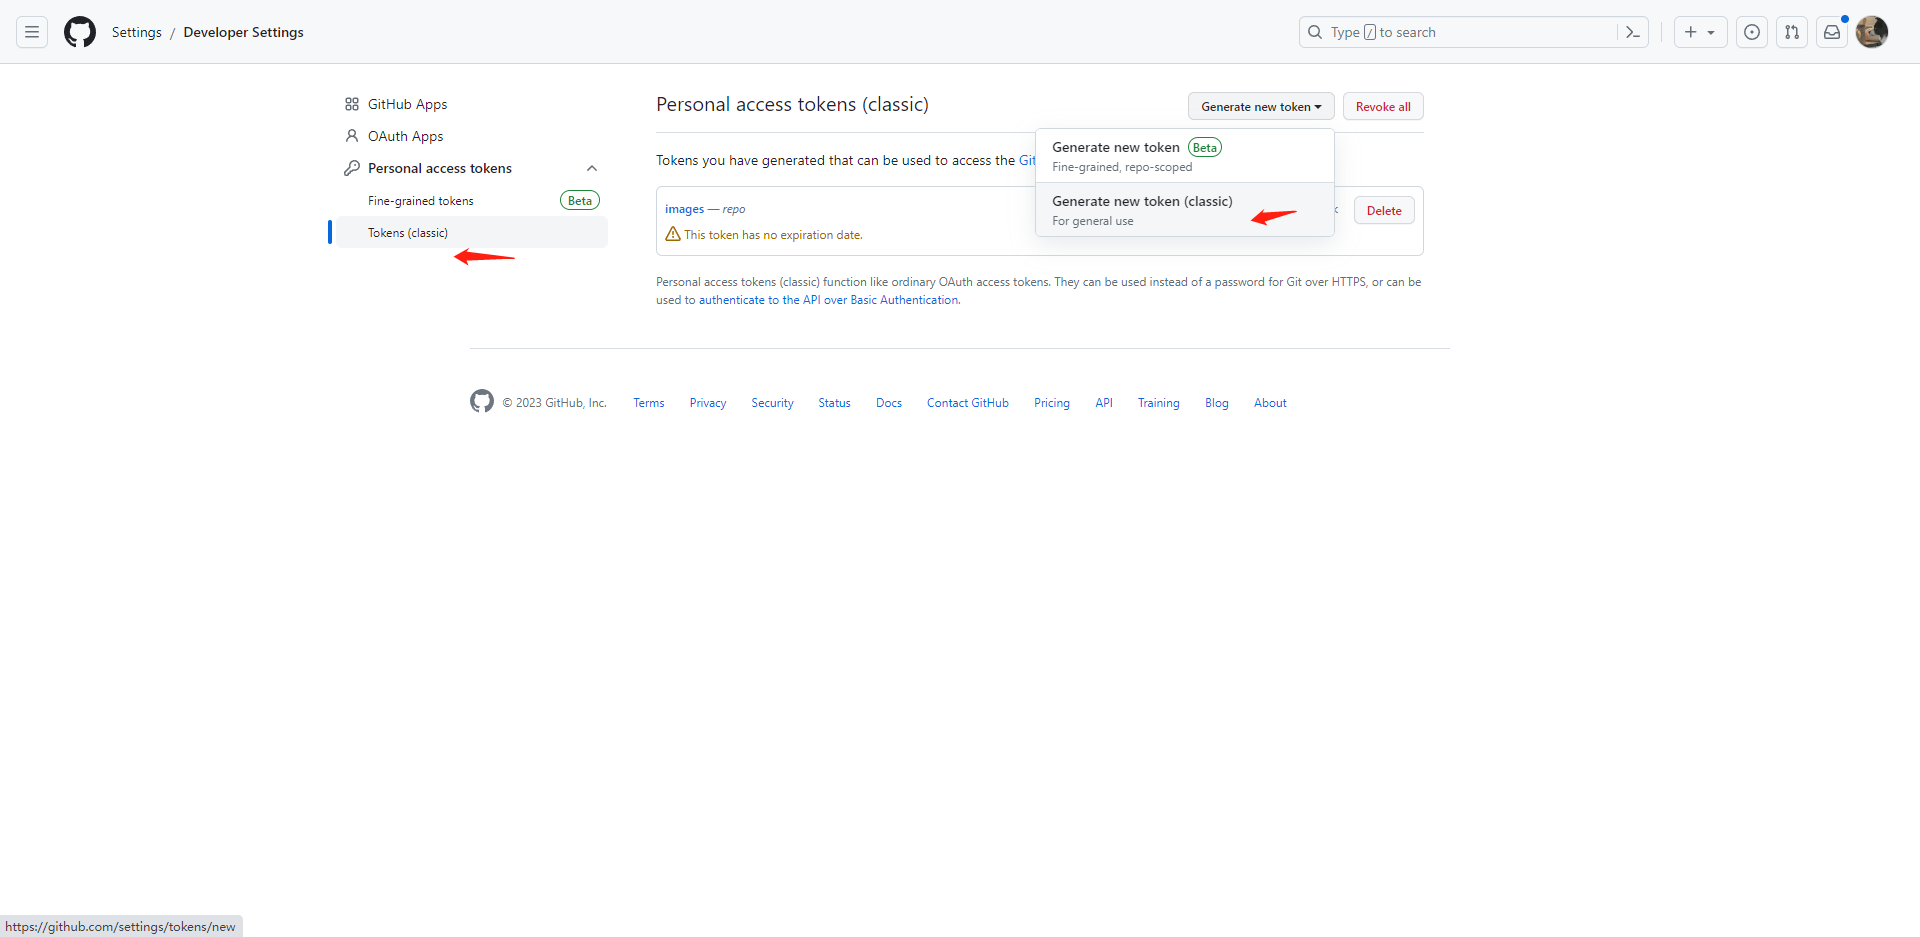 Settings / Developer Settings
Type / to search
GitHub Apps
OAuth Apps
Personal access tokens
Fine-grained tokens Beta
Tokens (classic)
Personal access tokens (classic)
Generate new token
Revoke all
Generate new token Beta
Fine-grained, repo-scoped
Generate new token (classic)
For general use
Tokens you have generated that can be used to access the Git
images — repo
Delete
This token has no expiration date.
Personal access tokens (classic) function like ordinary OAuth access tokens. They can be used instead of a password for Git over HTTPS, or can be
used to authenticate to the API over Basic Authentication.
© 2023 GitHub, Inc. Terms Privacy Security Status Docs Contact GitHub Pricing API Training Blog About
https://github.com/settings/tokens/new